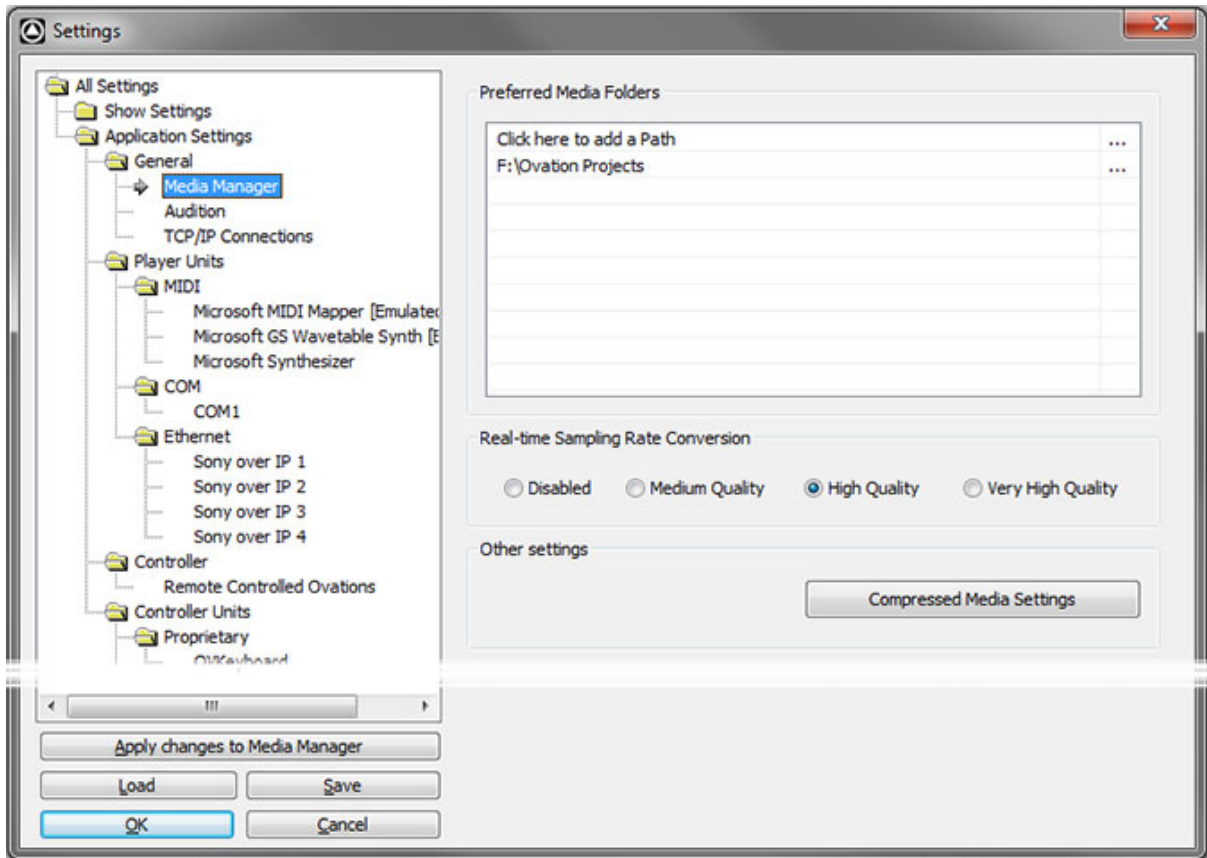 Settings
All Settings
Show Settings
Application Settings
General
Media Manager
Audition
TCP/IP Connections
Player Units
MIDI
Microsoft MIDI Mapper [Emulated
Microsoft GS Wavetable Synth [E
Microsoft Synthesizer
COM
COM1
Ethernet
Sony over IP 1
Sony over IP 2
Sony over IP 3
Sony over IP 4
Controller
Remote Controlled Ovations
Controller Units
Proprietary
OVKeyboard
Apply changes to Media Manager
Load Save
OK Cancel
Preferred Media Folders
Click here to add a Path ...
F:\Ovation Projects ...
Real-time Sampling Rate Conversion
Disabled Medium Quality High Quality Very High Quality
Other settings
Compressed Media Settings